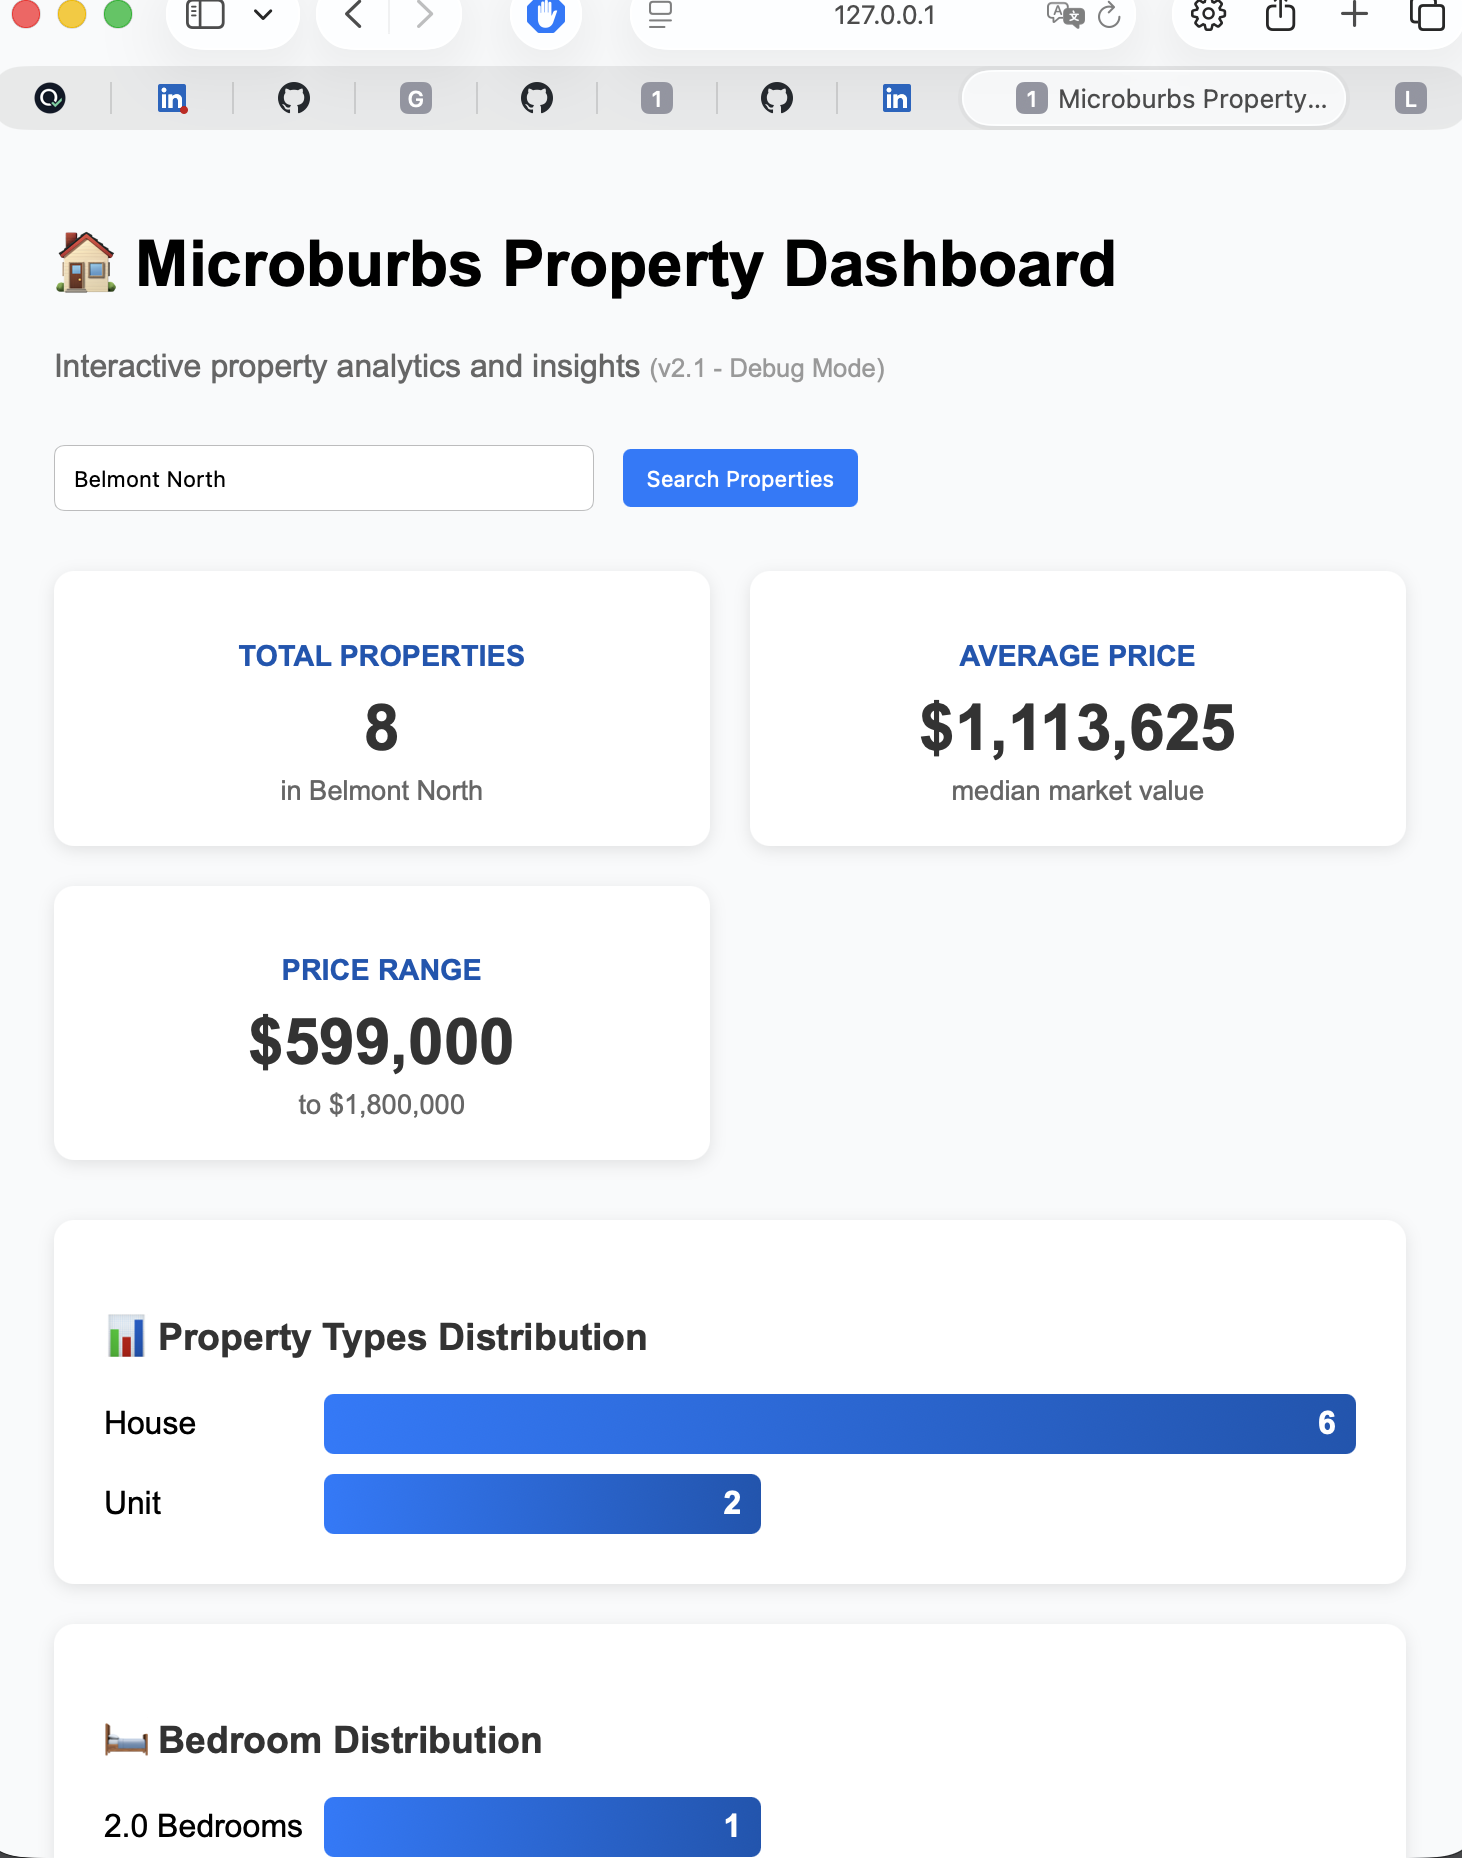 127.0.0.1
in
G
1
in
1 Microburbs Property...
L
Microburbs Property Dashboard
Interactive property analytics and insights (v2.1 - Debug Mode)
Belmont North
Search Properties
TOTAL PROPERTIES
8
in Belmont North
AVERAGE PRICE
$1,113,625
median market value
PRICE RANGE
$599,000
to $1,800,000
Property Types Distribution
House 6
Unit 2
Bedroom Distribution
2.0 Bedrooms 1